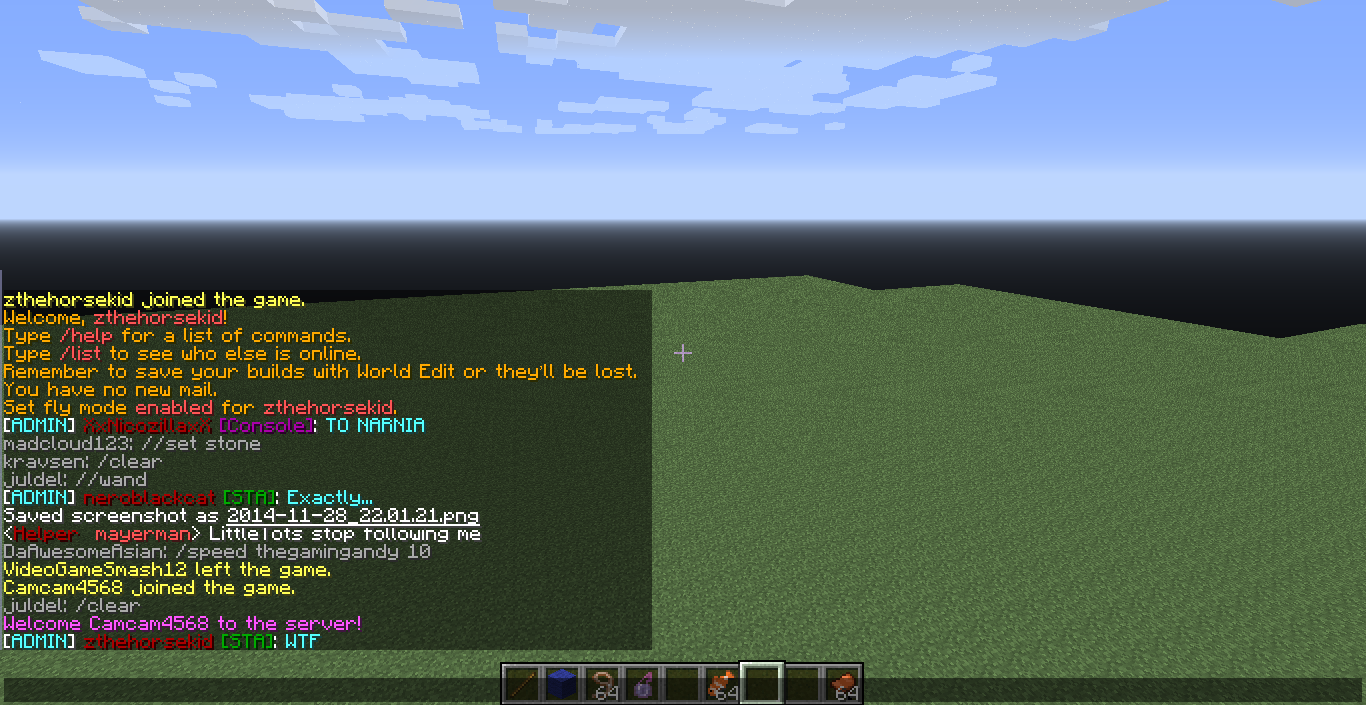 zthehorsekid joined the game.
Welcome, zthehorsekid!
Type /help for a list of commands.
Type /list to see who else is online.
Remember to save your builds with World Edit or they'll be lost.
You have no new mail.
Set fly mode enabled for zthehorsekid.
[ADMIN] XxNicozillaxX [Console]: TO NARNIA
madcloud123: //set stone
kravsen: /clear
juldel: //wand
[ADMIN] neroblackcat [STA]: Exactly...
Saved screenshot as 2014-11-28_22.01.21.png
<Helper mayerman> LittleTots stop following me
DaAwesomeAsian: /speed thegamingandy 10
VideoGameSmash12 left the game.
Camcam4568 joined the game.
juldel: /clear
Welcome Camcam4568 to the server!
[ADMIN] zthehorsekid [STA]: WTF
64 64 64